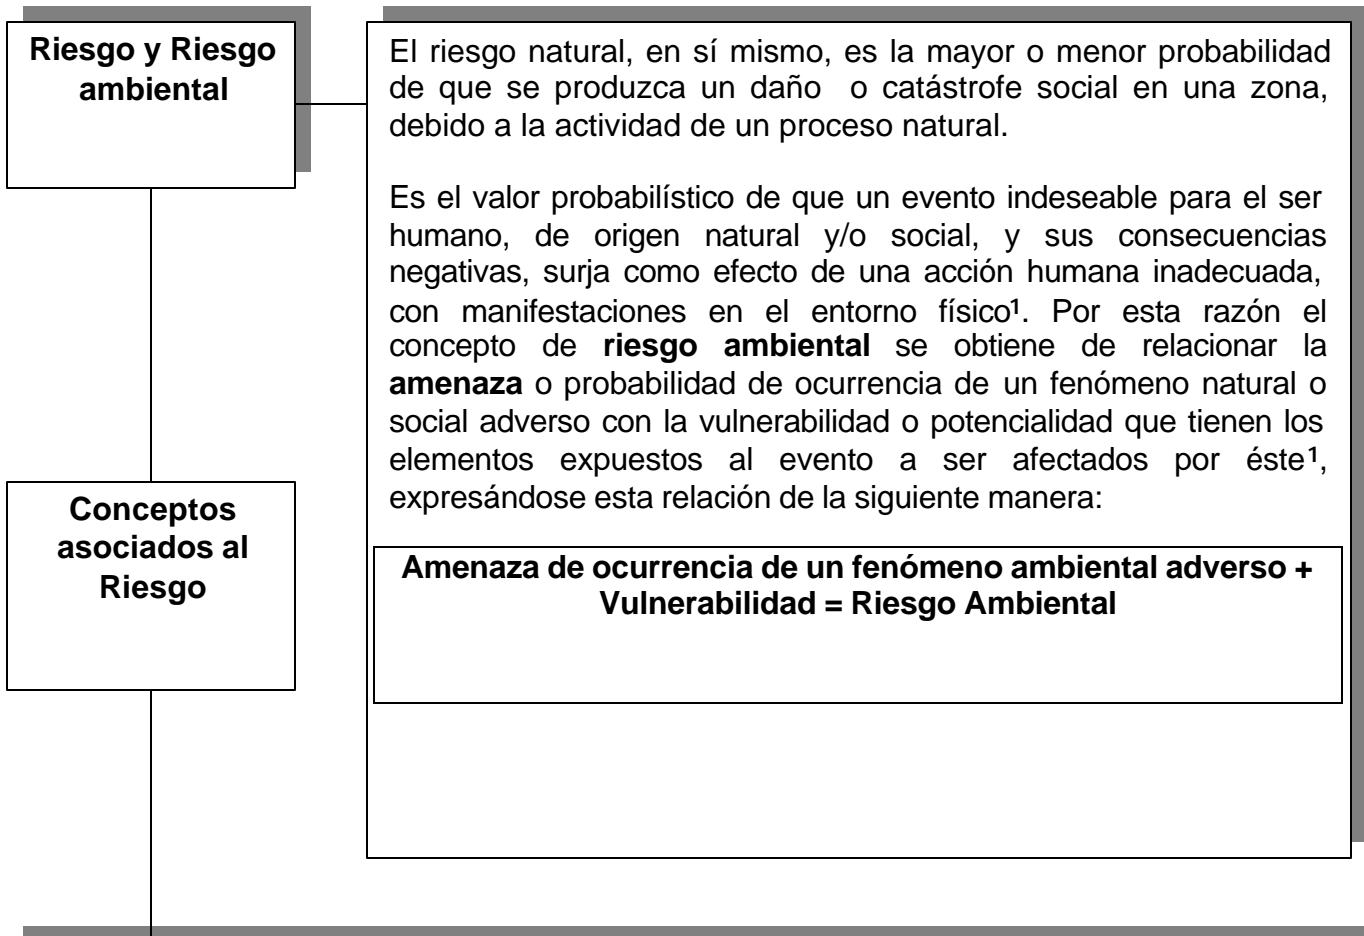 Riesgo y Riesgo
ambiental
El riesgo natural, en sí mismo, es la mayor o menor probabilidad
de que se produzca un daño o catástrofe social en una zona,
debido a la actividad de un proceso natural.
Es el valor probabilístico de que un evento indeseable para el ser
humano, de origen natural y/o social, y sus consecuencias
negativas, surja como efecto de una acción humana inadecuada,
con manifestaciones en el entorno físico¹. Por esta razón el
concepto de riesgo ambiental se obtiene de relacionar la
amenaza o probabilidad de ocurrencia de un fenómeno natural o
social adverso con la vulnerabilidad o potencialidad que tienen los
elementos expuestos al evento a ser afectados por éste¹,
expresándose esta relación de la siguiente manera:
Amenaza de ocurrencia de un fenómeno ambiental adverso +
Vulnerabilidad = Riesgo Ambiental
Conceptos
asociados al
Riesgo